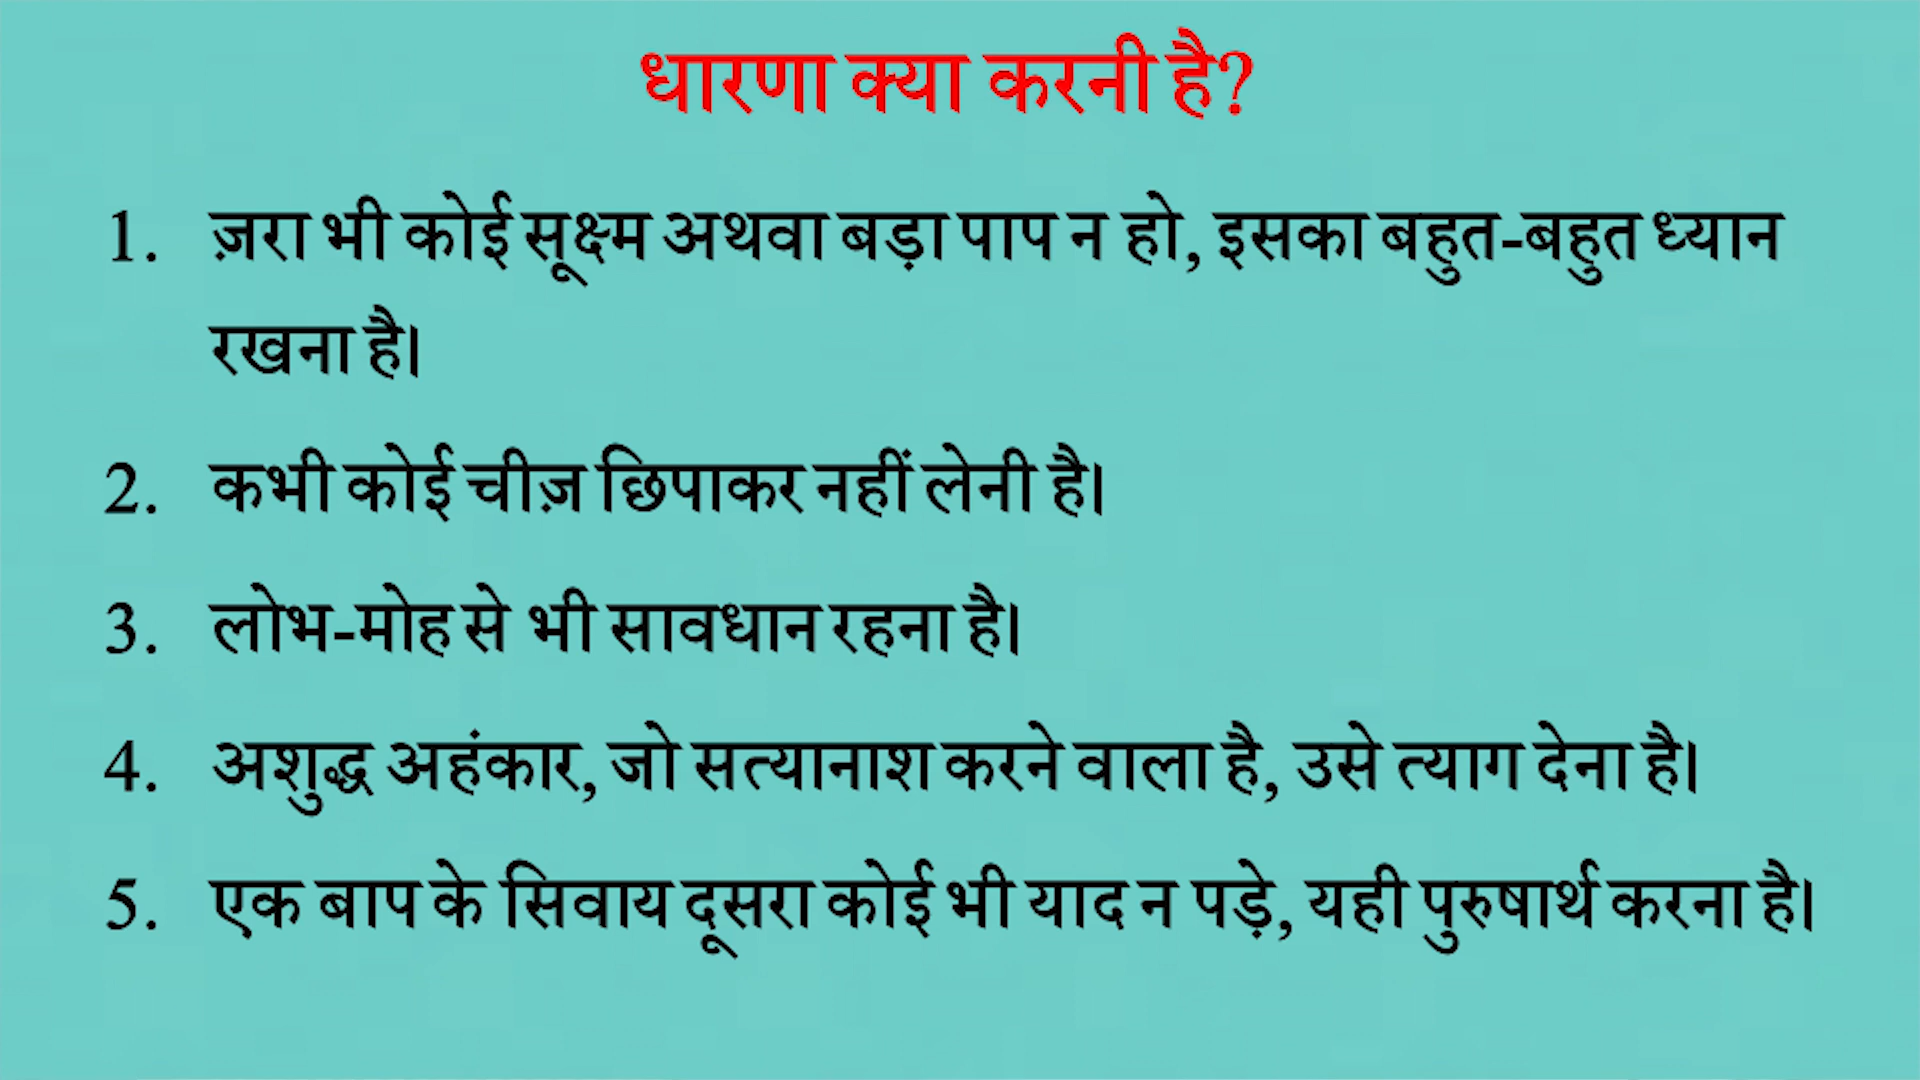 धारणा क्या करनी है?
1. ज़रा भी कोई सूक्ष्म अथवा बड़ा पाप न हो, इसका बहुत-बहुत ध्यान
रखना है।
2. कभी कोई चीज़ छिपाकर नहीं लेनी है।
3. लोभ-मोह से भी सावधान रहना है।
4. अशुद्ध अहंकार, जो सत्यानाश करने वाला है, उसे त्याग देना है।
5. एक बाप के सिवाय दूसरा कोई भी याद न पड़े, यही पुरुषार्थ करना है।